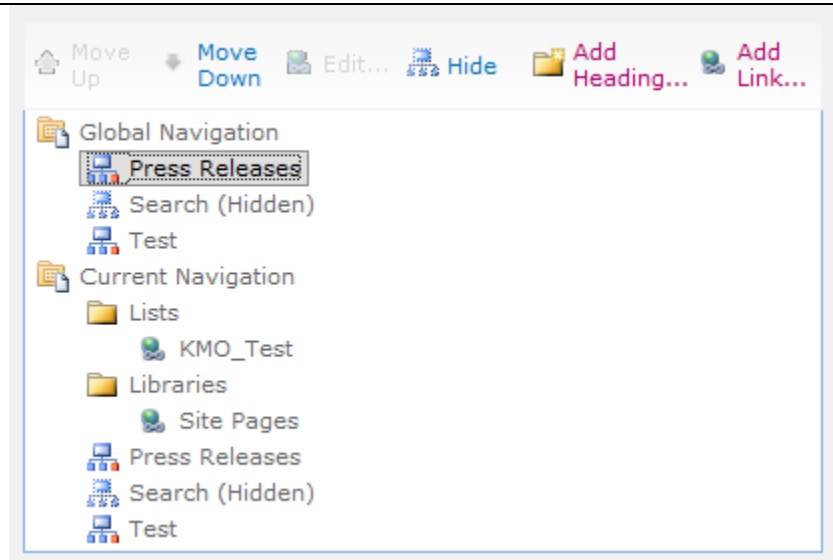 Move Up
Move Down
Edit...
Hide
Add Heading...
Add Link...
Global Navigation
Press Releases
Search (Hidden)
Test
Current Navigation
Lists
KMO_Test
Libraries
Site Pages
Press Releases
Search (Hidden)
Test